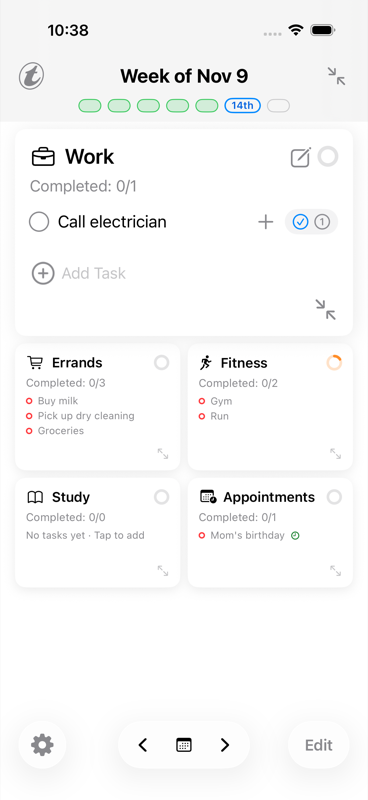 10:38
t
Week of Nov 9
14th
Work
Completed: 0/1
Call electrician
1
Add Task
Errands
Completed: 0/3
Buy milk
Pick up dry cleaning
Groceries
Fitness
Completed: 0/2
Gym
Run
Study
Completed: 0/0
No tasks yet · Tap to add
Appointments
Completed: 0/1
Mom's birthday
Edit